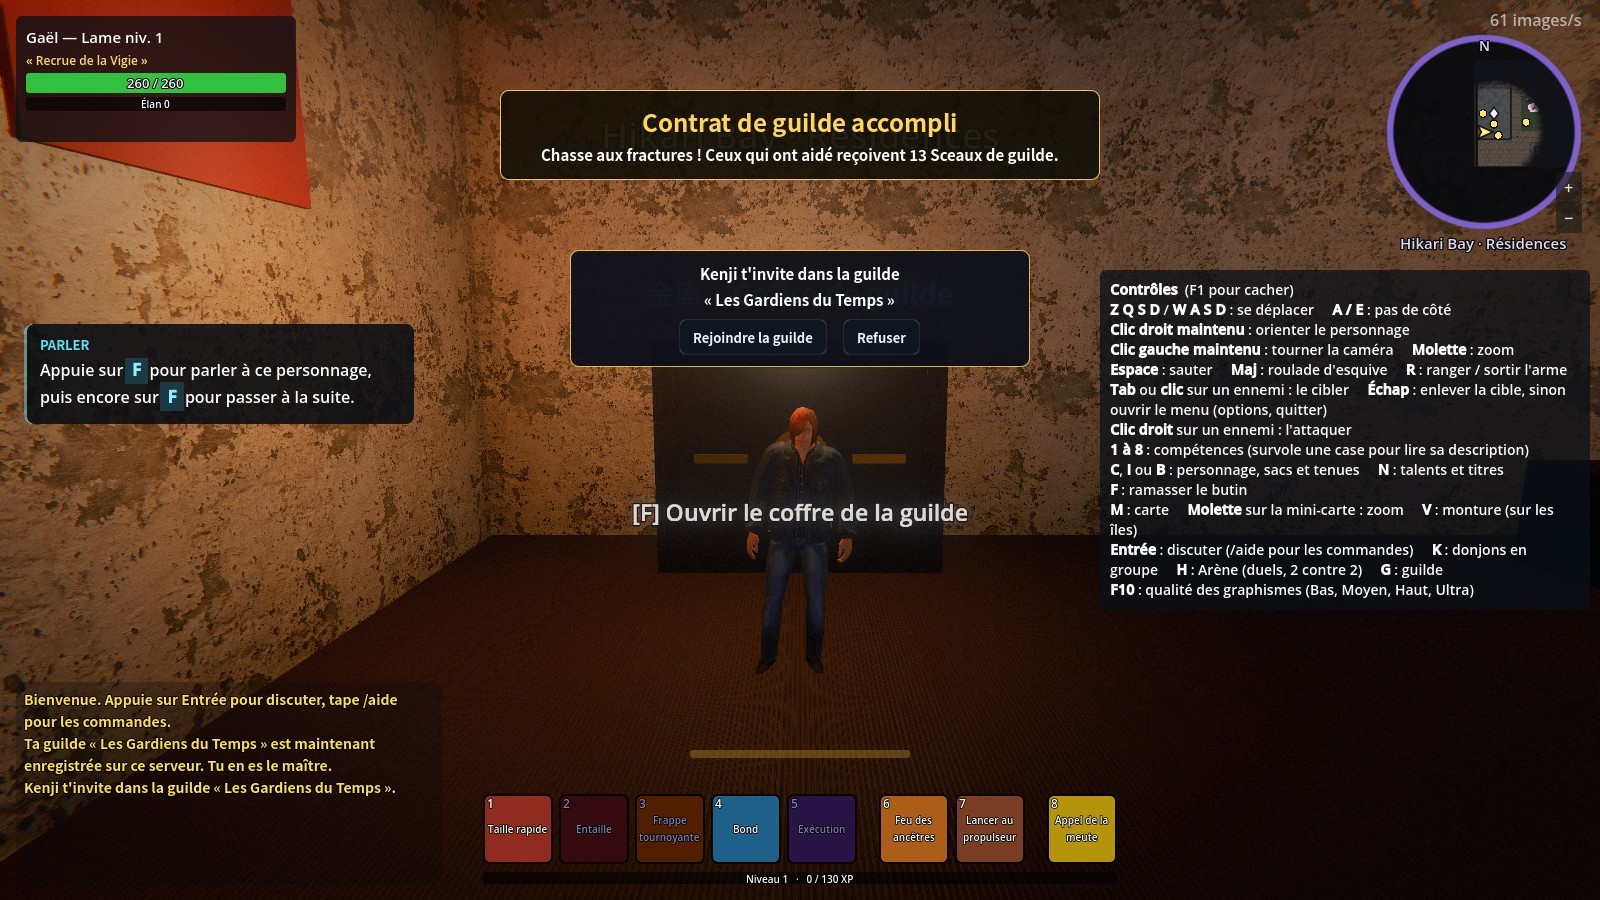 Gaël — Lame niv. 1
« Recrue de la Vigie »
260 / 260
Élan 0
61 images/s
N
+
−
Hikari Bay · Résidences
Contrat de guilde accompli
Chasse aux fractures ! Ceux qui ont aidé reçoivent 13 Sceaux de guilde.
Kenji t'invite dans la guilde
« Les Gardiens du Temps »
Rejoindre la guilde
Refuser
PARLER
Appuie sur F pour parler à ce personnage,
puis encore sur F pour passer à la suite.
[F] Ouvrir le coffre de la guilde
Contrôles (F1 pour cacher)
Z Q S D / W A S D : se déplacer A / E : pas de côté
Clic droit maintenu : orienter le personnage
Clic gauche maintenu : tourner la caméra Molette : zoom
Espace : sauter Maj : roulade d'esquive R : ranger / sortir l'arme
Tab ou clic sur un ennemi : le cibler Échap : enlever la cible, sinon
ouvrir le menu (options, quitter)
Clic droit sur un ennemi : l'attaquer
1 à 8 : compétences (survole une case pour lire sa description)
C, I ou B : personnage, sacs et tenues N : talents et titres
F : ramasser le butin
M : carte Molette sur la mini-carte : zoom V : monture (sur les
îles)
Entrée : discuter (/aide pour les commandes) K : donjons en
groupe H : Arène (duels, 2 contre 2) G : guilde
F10 : qualité des graphismes (Bas, Moyen, Haut, Ultra)
Bienvenue. Appuie sur Entrée pour discuter, tape /aide
pour les commandes.
Ta guilde « Les Gardiens du Temps » est maintenant
enregistrée sur ce serveur. Tu en es le maître.
Kenji t'invite dans la guilde « Les Gardiens du Temps ».
1 Taille rapide
2 Entaille
3 Frappe
tournoyante
4 Bond
5 Exécution
6 Feu des
ancêtres
7 Lancer au
propulseur
8 Appel de la
meute
Niveau 1 · 0 / 130 XP